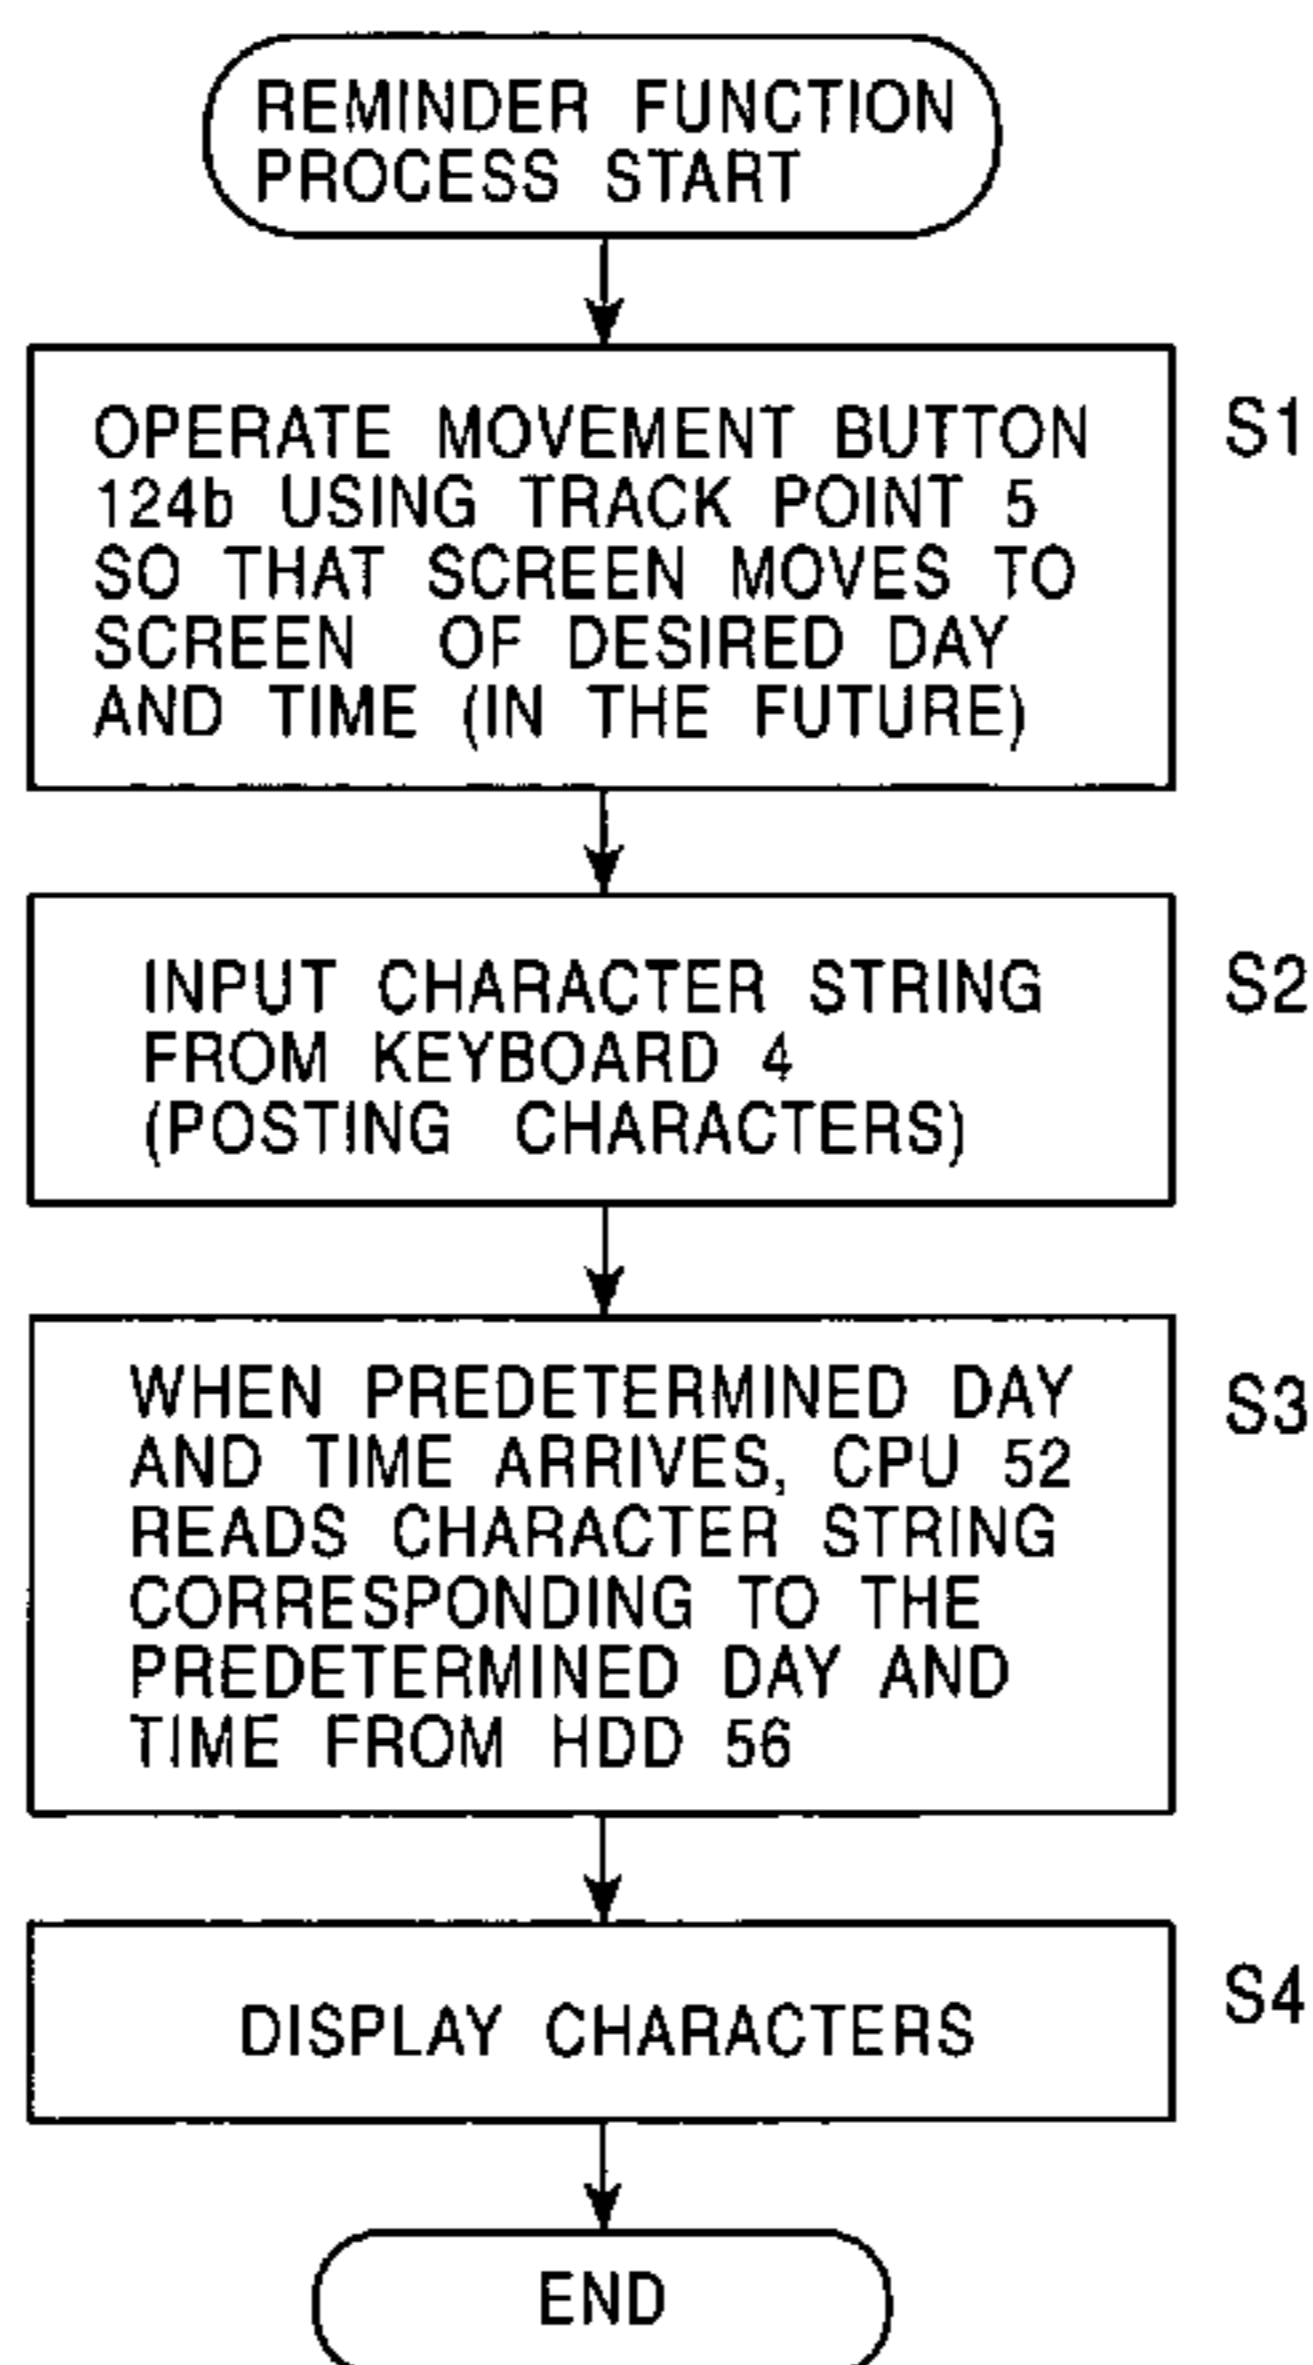 REMINDER FUNCTION
PROCESS START
OPERATE MOVEMENT BUTTON
124b USING TRACK POINT 5
SO THAT SCREEN MOVES TO
SCREEN OF DESIRED DAY
AND TIME (IN THE FUTURE)
S1
INPUT CHARACTER STRING
FROM KEYBOARD 4
(POSTING CHARACTERS)
S2
WHEN PREDETERMINED DAY
AND TIME ARRIVES, CPU 52
READS CHARACTER STRING
CORRESPONDING TO THE
PREDETERMINED DAY AND
TIME FROM HDD 56
S3
DISPLAY CHARACTERS
S4
END